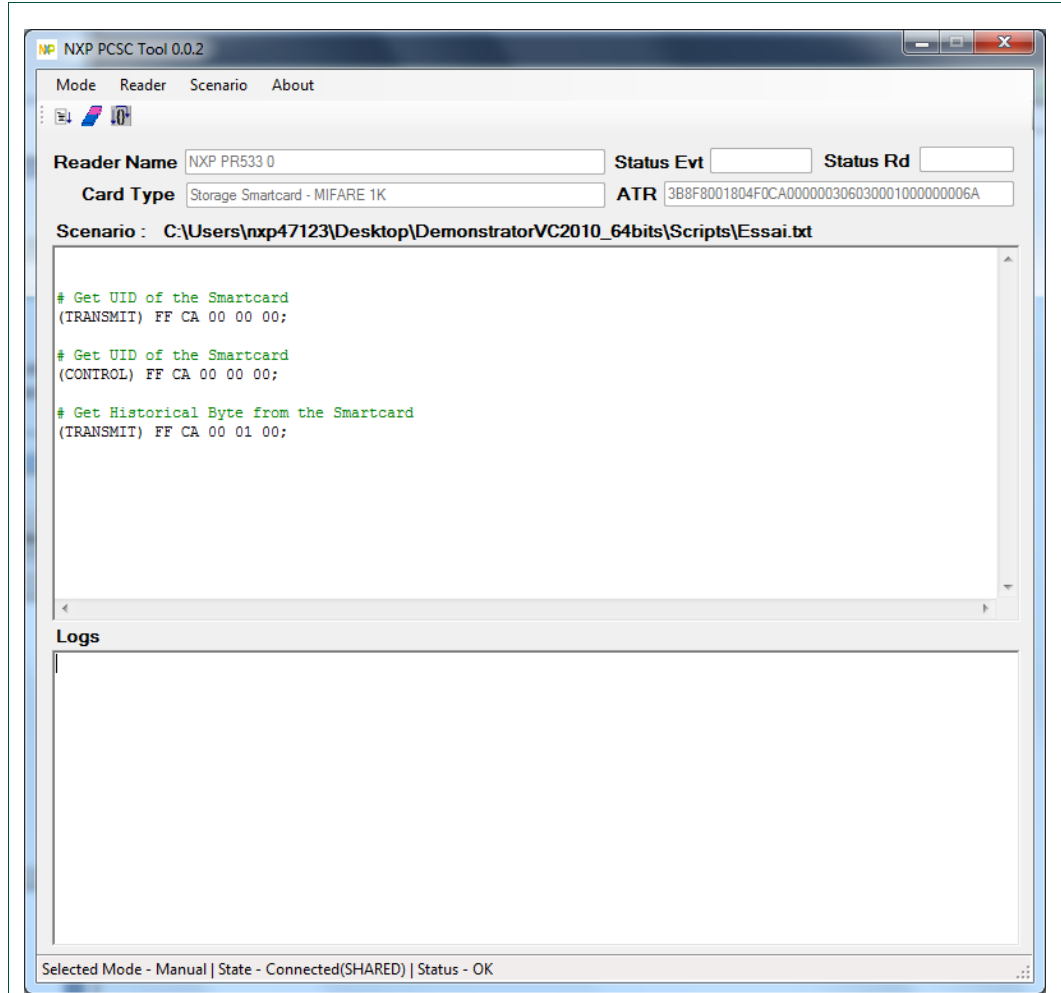 NXP PCSC Tool 0.0.2
Mode Reader Scenario About
Reader Name NXP PR533 0 Status Evt Status Rd
Card Type Storage Smartcard - MIFARE 1K ATR 3B8F8001804F0CA000000306030001000000006A
Scenario : C:\Users\nxp47123\Desktop\DemonstratorVC2010_64bits\Scripts\Essai.txt
# Get UID of the Smartcard
(TRANSMIT) FF CA 00 00 00;
# Get UID of the Smartcard
(CONTROL) FF CA 00 00 00;
# Get Historical Byte from the Smartcard
(TRANSMIT) FF CA 00 01 00;
Logs
Selected Mode - Manual | State - Connected(SHARED) | Status - OK